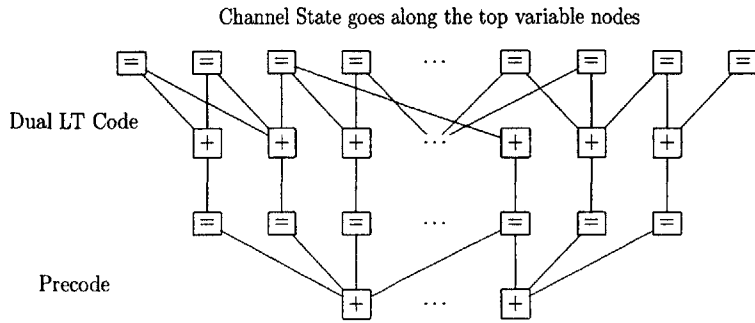 Channel State goes along the top variable nodes
= = = = ... = = = =
Dual LT Code
+ + + ... + + +
= = = ... = = =
Precode
+ ... +